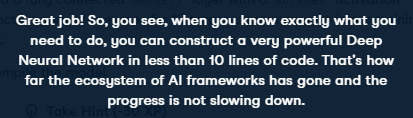 Great job! So, you see, when you know exactly what you
need to do, you can construct a very powerful Deep
Neural Network in less than 10 lines of code. That's how
far the ecosystem of AI frameworks has gone and the
progress is not slowing down.